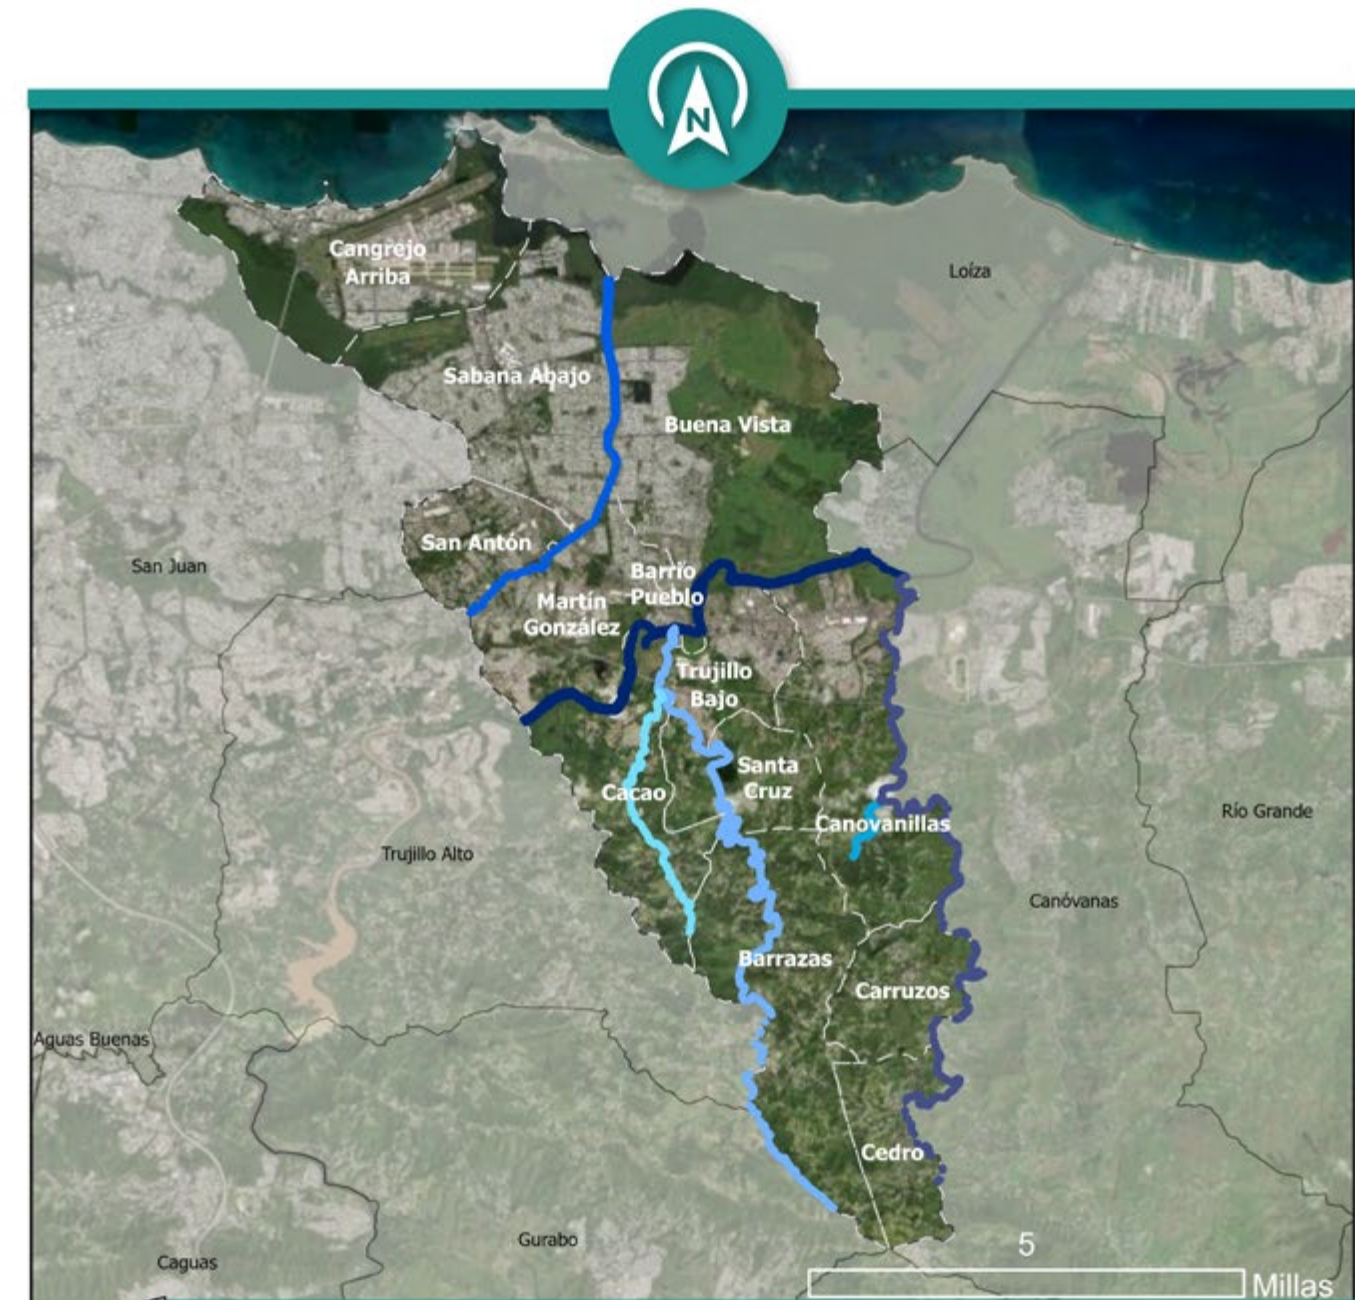 N
Cangrejo
Arriba
Loíza
Sabana Abajo
Buena Vista
San Antón
San Juan
Barrio
Pueblo
Martín
González
Trujillo
Bajo
Santa
Cruz
Cacao
Canovanillas
Río Grande
Trujillo Alto
Canóvanas
Barrazas
Carruzos
Aguas Buenas
Cedro
Gurabo
Caguas
5
Millas